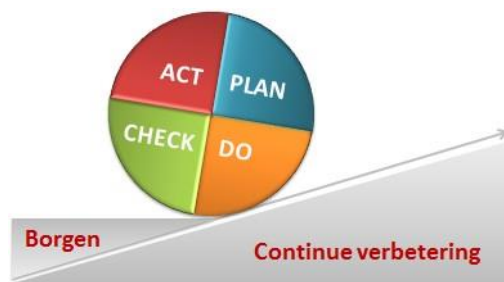 ACT
PLAN
CHECK
DO
Borgen
Continue verbetering